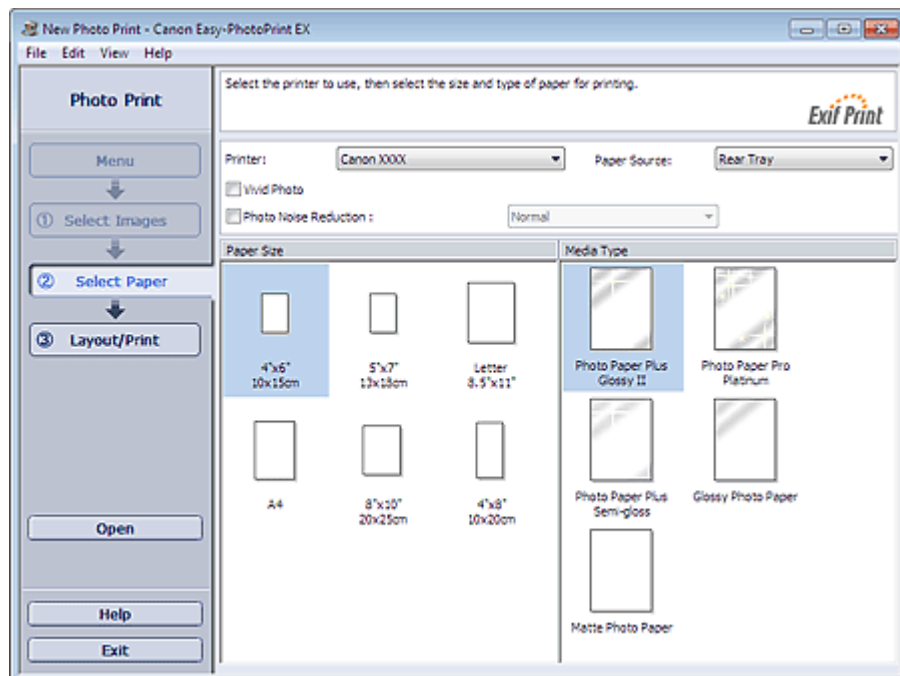 New Photo Print - Canon Easy-PhotoPrint EX
File Edit View Help
Photo Print
Select the printer to use, then select the size and type of paper for printing.
Exif Print
Menu
① Select Images
② Select Paper
③ Layout/Print
Open
Help
Exit
Printer: Canon XXXX Paper Source: Rear Tray
Vivid Photo
Photo Noise Reduction : Normal
Paper Size
4"x6"
10x15cm
5"x7"
13x18cm
Letter
8.5"x11"
A4
8"x10"
20x25cm
4"x8"
10x20cm
Media Type
Photo Paper Plus
Glossy II
Photo Paper Pro
Platinum
Photo Paper Plus
Semi-gloss
Glossy Photo Paper
Matte Photo Paper